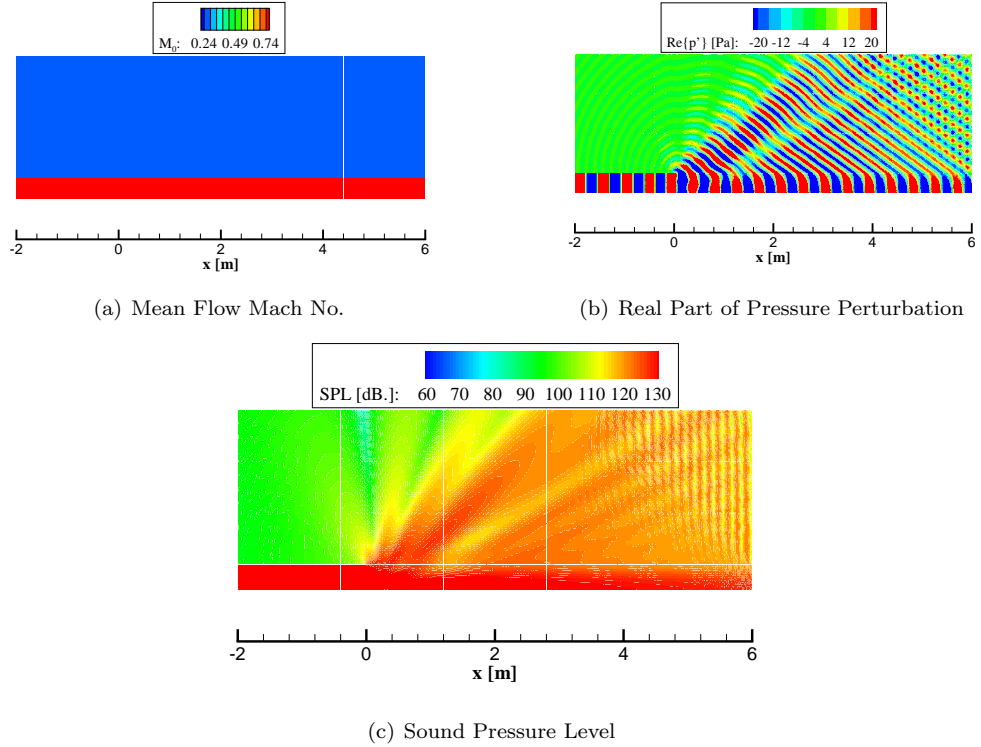 M₀: 0.24 0.49 0.74
-2 0 2 4 6
x [m]
(a) Mean Flow Mach No.
Re{p'} [Pa]: -20 -12 -4 4 12 20
-2 0 2 4 6
x [m]
(b) Real Part of Pressure Perturbation
SPL [dB.]: 60 70 80 90 100 110 120 130
-2 0 2 4 6
x [m]
(c) Sound Pressure Level